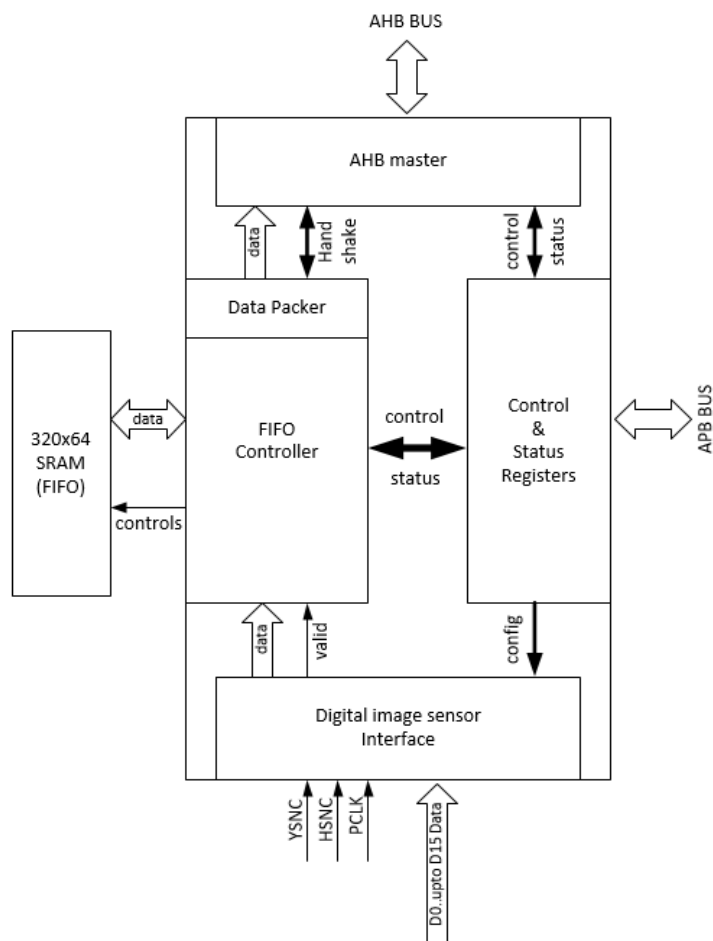 AHB BUS
AHB master
data
Hand
shake
control
status
Data Packer
320x64
SRAM
(FIFO)
data
FIFO
Controller
control
status
Control
&
Status
Registers
APB BUS
controls
data
valid
config
Digital image sensor
Interface
YSNC
HSNC
PCLK
D0..upto D15 Data